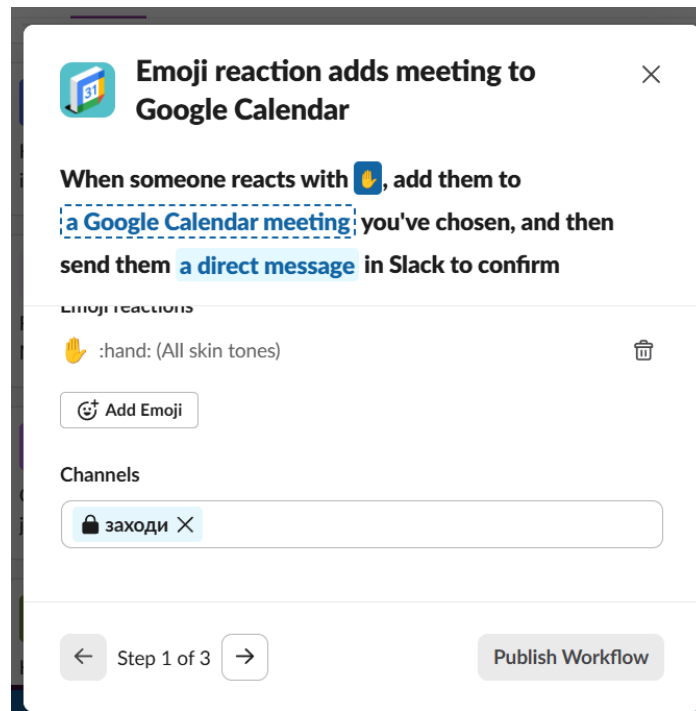 Emoji reaction adds meeting to
Google Calendar
When someone reacts with ✋, add them to
a Google Calendar meeting you've chosen, and then
send them a direct message in Slack to confirm
Emoji reactions
:hand: (All skin tones)
Add Emoji
Channels
заходи
Step 1 of 3
Publish Workflow